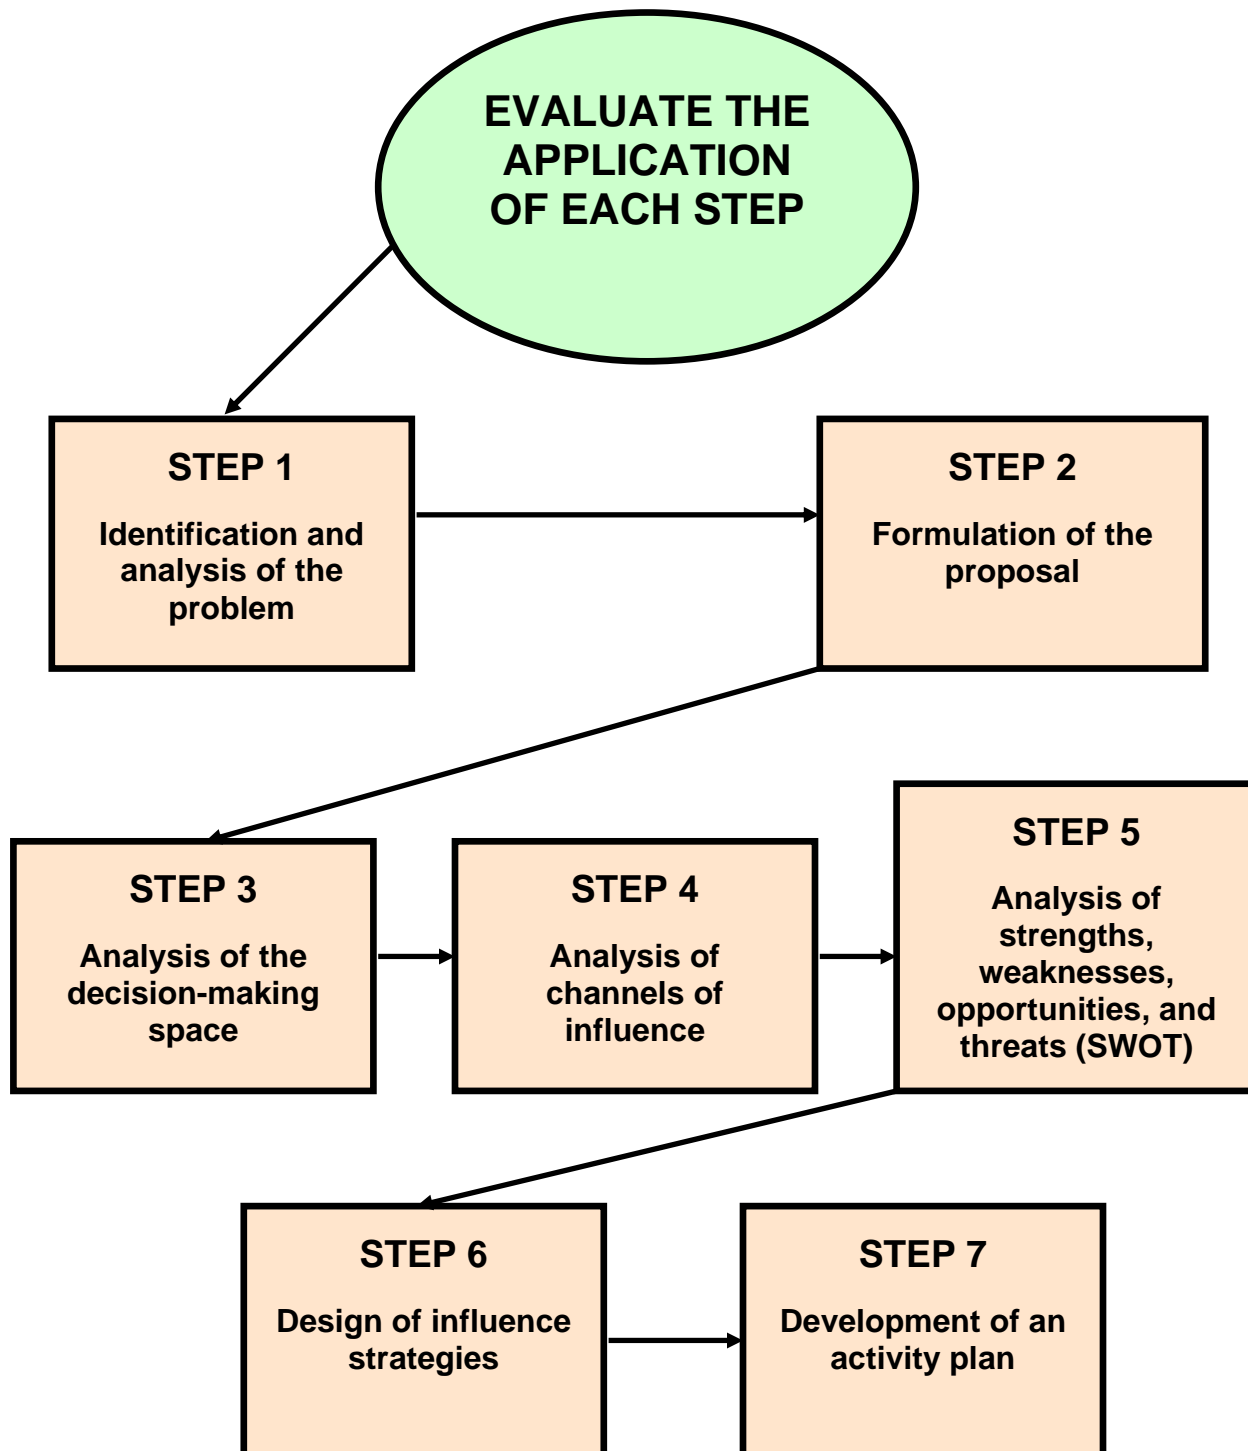 EVALUATE THE
APPLICATION
OF EACH STEP
STEP 1
Identification and
analysis of the
problem
STEP 2
Formulation of the
proposal
STEP 3
Analysis of the
decision-making
space
STEP 4
Analysis of
channels of
influence
STEP 5
Analysis of
strengths,
weaknesses,
opportunities, and
threats (SWOT)
STEP 6
Design of influence
strategies
STEP 7
Development of an
activity plan